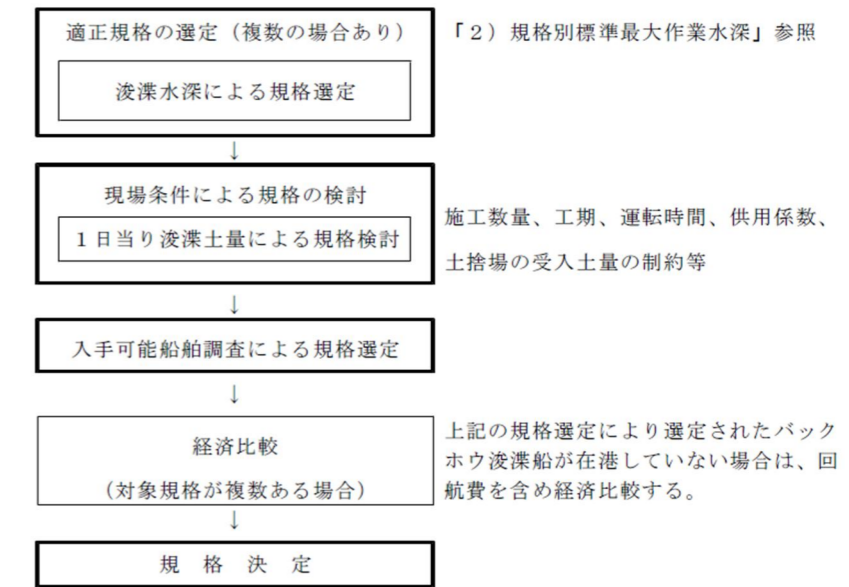 適正規格の選定（複数の場合あり）
「２）規格別標準最大作業水深」参照
浚渫水深による規格選定
↓
現場条件による規格の検討
１日当り浚渫土量による規格検討
施工数量、工期、運転時間、供用係数、
土捨場の受入土量の制約等
↓
入手可能船舶調査による規格選定
↓
経済比較
（対象規格が複数ある場合）
上記の規格選定により選定されたバック
ホウ浚渫船が在港していない場合は、回
航費を含め経済比較する。
↓
規　格　決　定